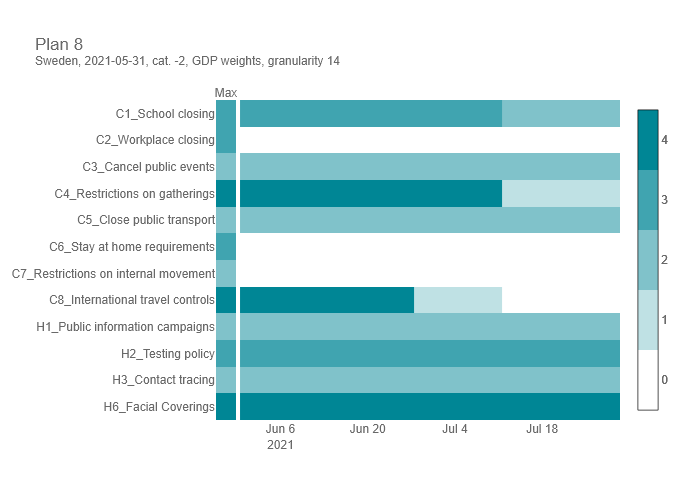 Plan 8
Sweden, 2021-05-31, cat. -2, GDP weights, granularity 14
Max
C1_School closing
C2_Workplace closing
C3_Cancel public events
C4_Restrictions on gatherings
C5_Close public transport
C6_Stay at home requirements
C7_Restrictions on internal movement
C8_International travel controls
H1_Public information campaigns
H2_Testing policy
H3_Contact tracing
H6_Facial Coverings
Jun 6 Jun 20 Jul 4 Jul 18
2021
4
3
2
1
0